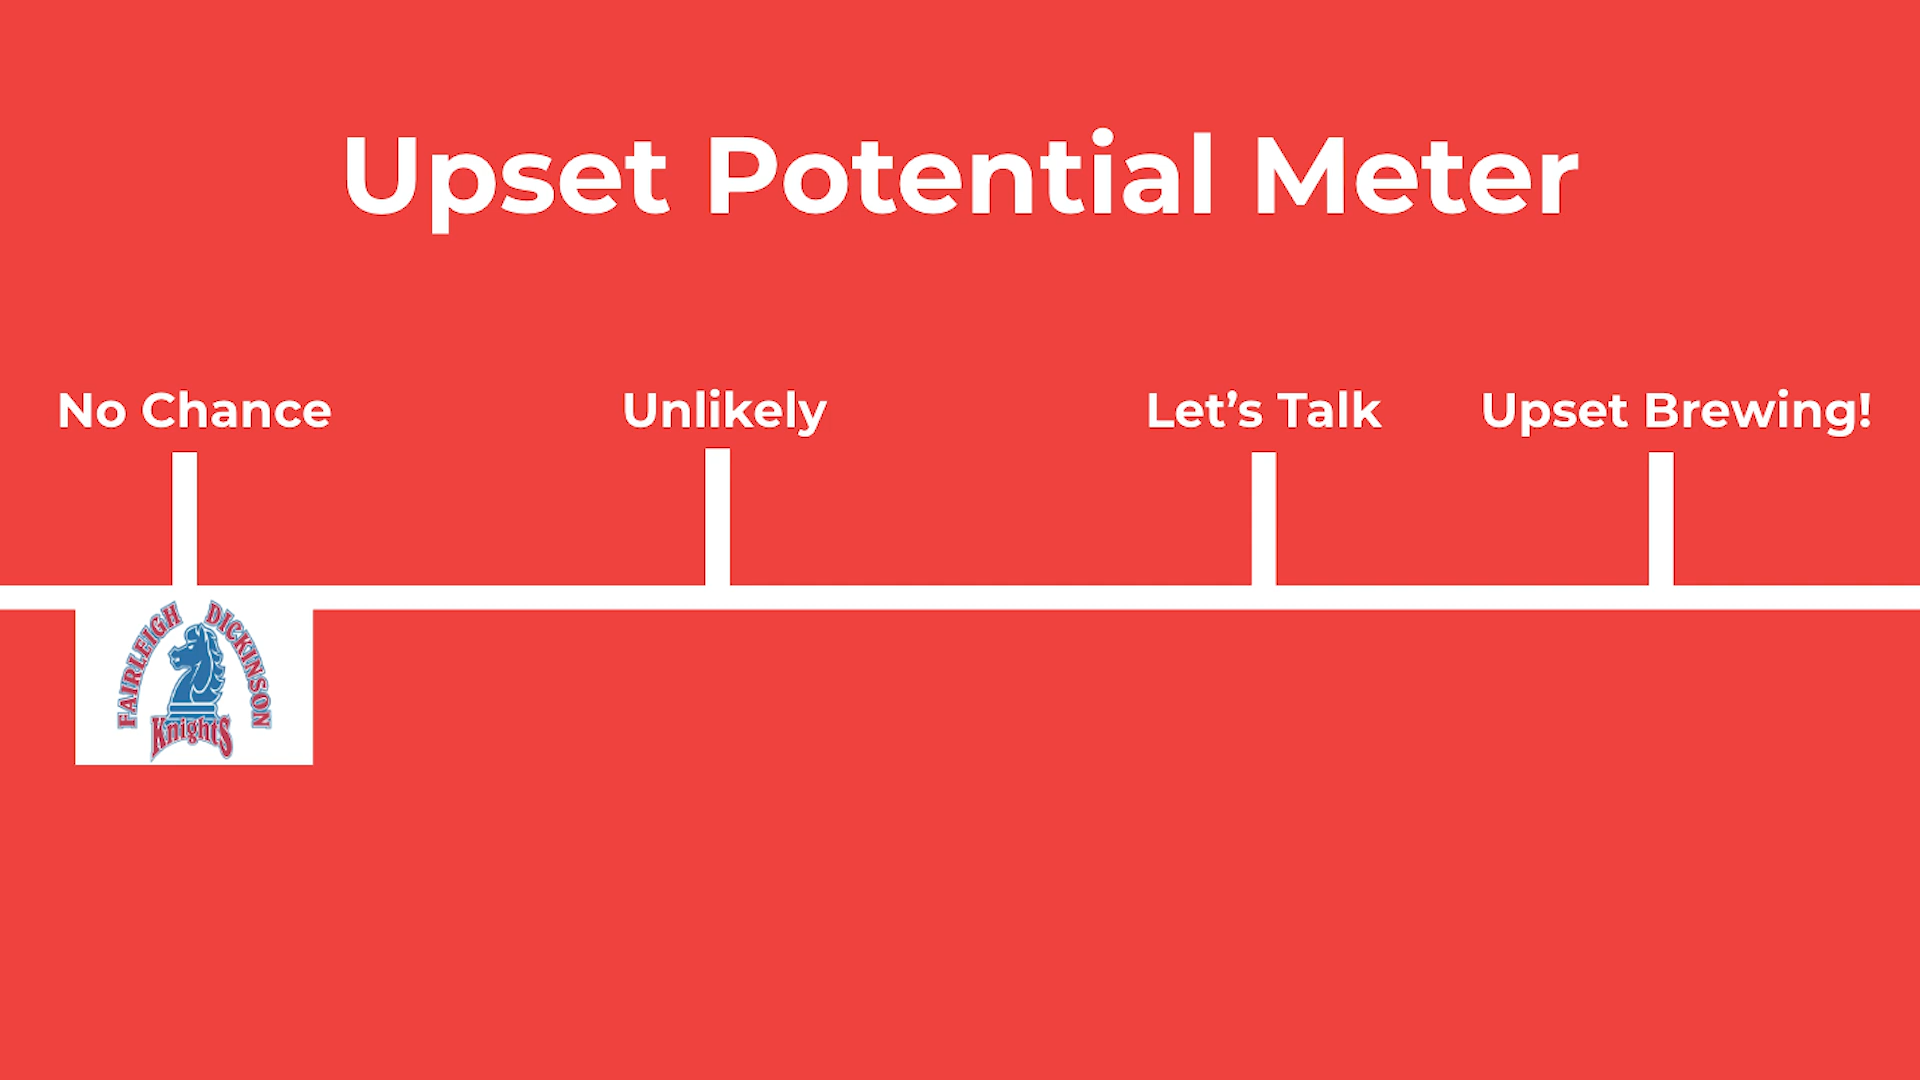 Upset Potential Meter
No Chance
Unlikely
Let’s Talk
Upset Brewing!
FAIRLEIGH DICKINSON
Knights